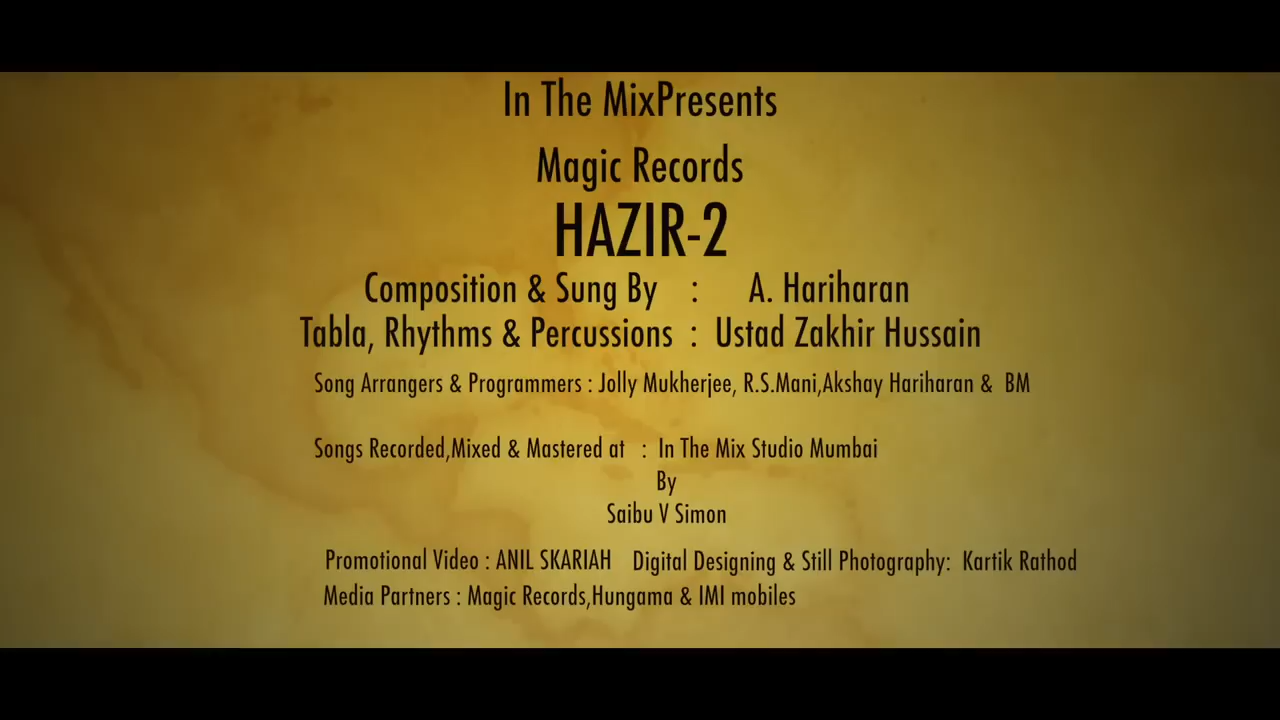 In The MixPresents
Magic Records
HAZIR-2
Composition & Sung By : A. Hariharan
Tabla, Rhythms & Percussions : Ustad Zakhir Hussain
Song Arrangers & Programmers : Jolly Mukherjee, R.S.Mani,Akshay Hariharan & BM
Songs Recorded,Mixed & Mastered at : In The Mix Studio Mumbai
By
Saibu V Simon
Promotional Video : ANIL SKARIAH Digital Designing & Still Photography: Kartik Rathod
Media Partners : Magic Records,Hungama & IMI mobiles